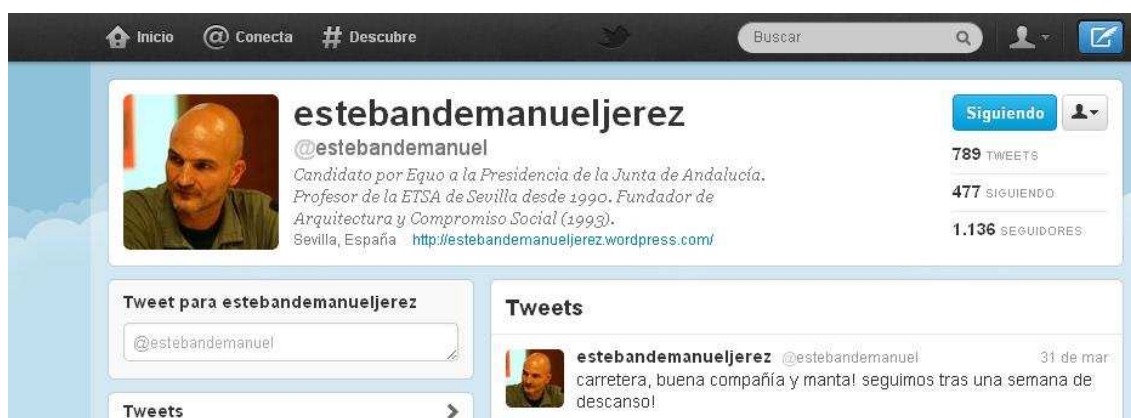 Inicio @ Conecta # Descubre Buscar
estebandemanueljerez
@estebandemanuel
Candidato por Equo a la Presidencia de la Junta de Andalucía.
Profesor de la ETSA de Sevilla desde 1990. Fundador de
Arquitectura y Compromiso Social (1993).
Sevilla, España http://estebandemanueljerez.wordpress.com/
Siguiendo
789 TWEETS
477 SIGUIENDO
1.136 SEGUIDORES
Tweet para estebandemanueljerez
@estebandemanuel
Tweets
Tweets
estebandemanueljerez @estebandemanuel 31 de mar
carretera, buena compañía y manta! seguimos tras una semana de
descanso!